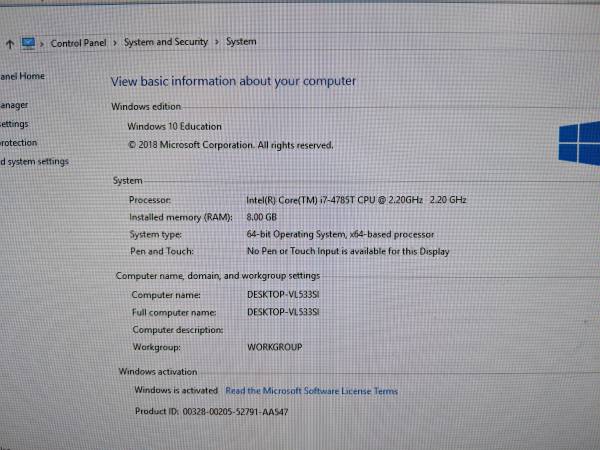 Control Panel > System and Security > System
anel Home
View basic information about your computer
anager
Windows edition
ettings
Windows 10 Education
rotection
© 2018 Microsoft Corporation. All rights reserved.
d system settings
System
Processor: Intel(R) Core(TM) i7-4785T CPU @ 2.20GHz 2.20 GHz
Installed memory (RAM): 8.00 GB
System type: 64-bit Operating System, x64-based processor
Pen and Touch: No Pen or Touch Input is available for this Display
Computer name, domain, and workgroup settings
Computer name: DESKTOP-VL533SI
Full computer name: DESKTOP-VL533SI
Computer description:
Workgroup: WORKGROUP
Windows activation
Windows is activated Read the Microsoft Software License Terms
Product ID: 00328-00205-52791-AA547